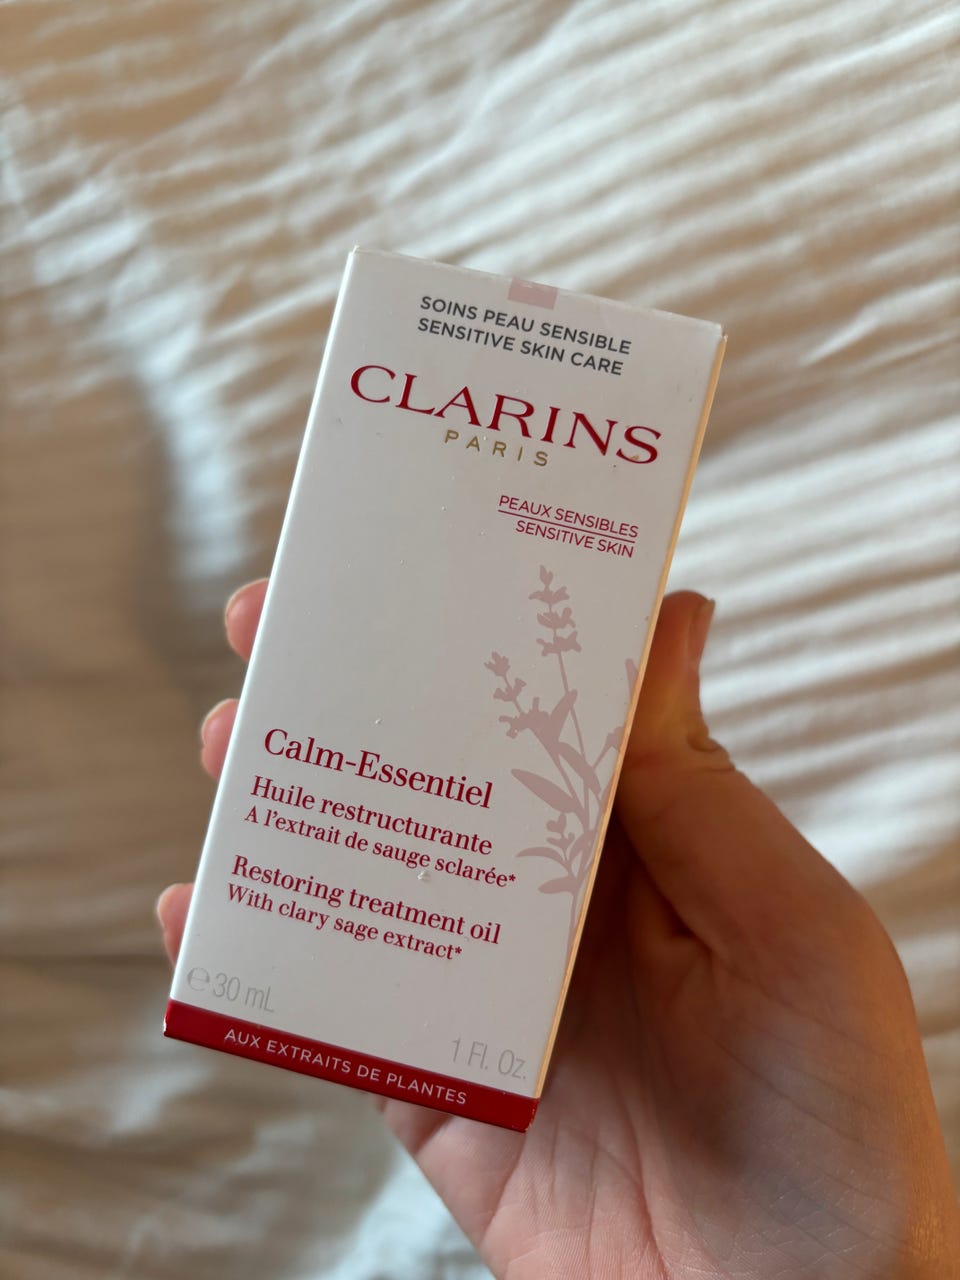 SOINS PEAU SENSIBLE
SENSITIVE SKIN CARE
CLARINS
PARIS
PEAUX SENSIBLES
SENSITIVE SKIN
Calm-Essentiel
Huile restructurante
A l'extrait de sauge sclarée*
Restoring treatment oil
With clary sage extract*
℮30 mL
1 Fl. Oz.
AUX EXTRAITS DE PLANTES